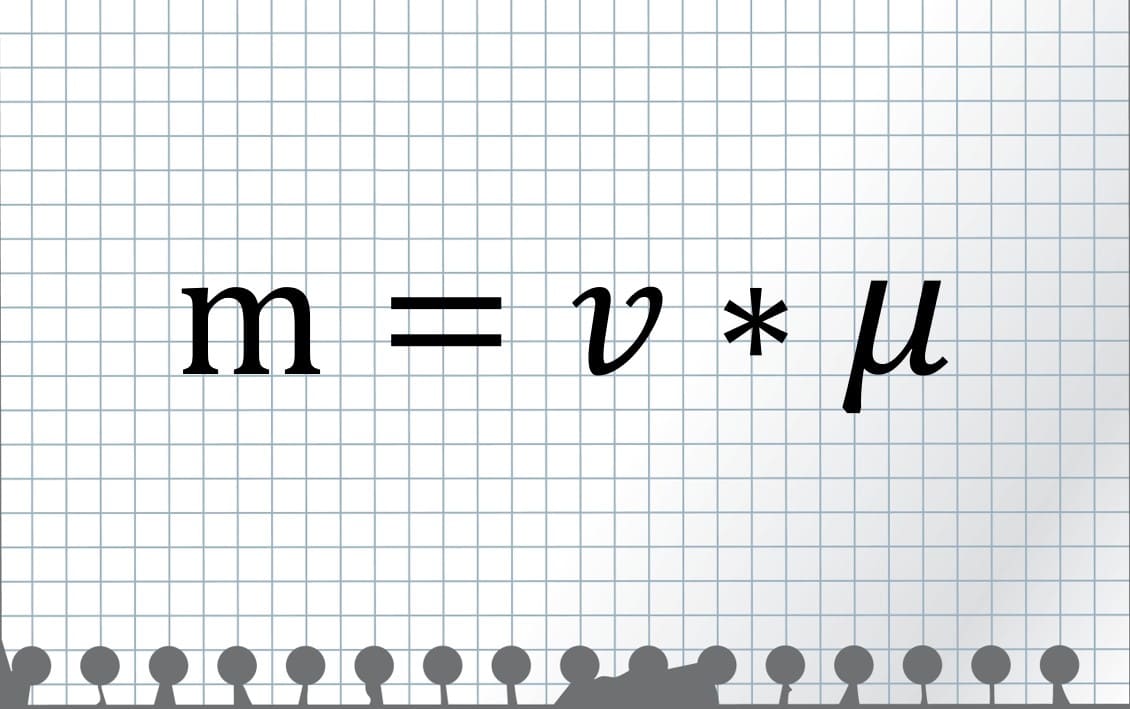 m = 𝑣 * 𝜇